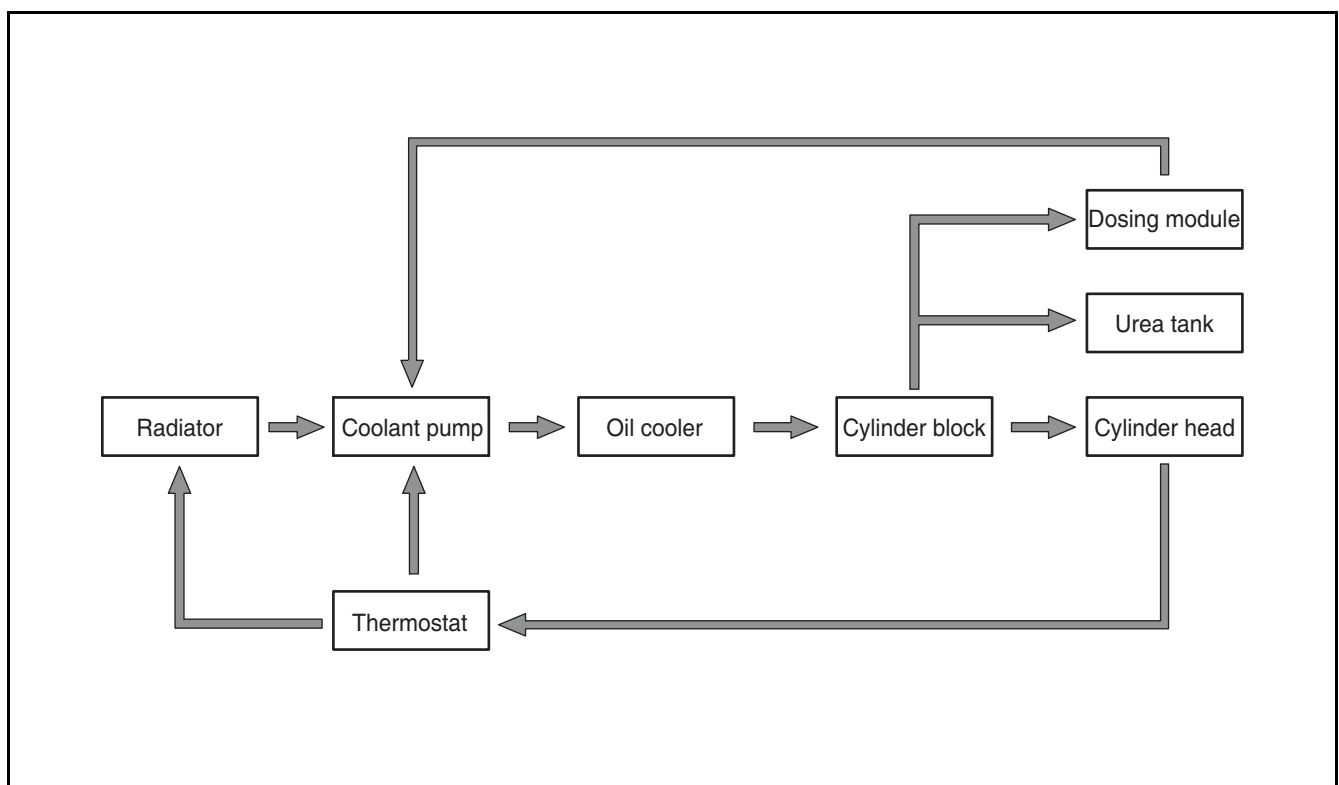 Dosing module
Urea tank
Radiator
Coolant pump
Oil cooler
Cylinder block
Cylinder head
Thermostat